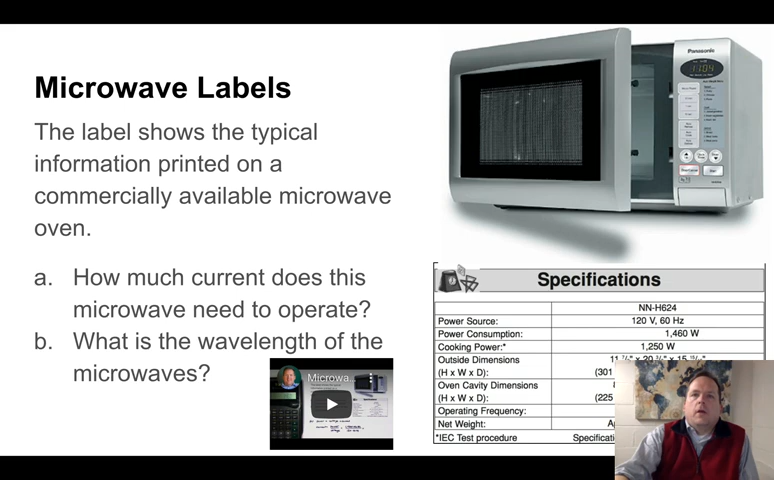 Microwave Labels
The label shows the typical
information printed on a
commercially available microwave
oven.
a. How much current does this
microwave need to operate?
b. What is the wavelength of the
microwaves?
Panasonic
Specifications
NN-H624
Power Source: 120 V, 60 Hz
Power Consumption: 1,460 W
Cooking Power:* 1,250 W
Outside Dimensions
(H x W x D): (301
Oven Cavity Dimensions
(H x W x D): (225
Operating Frequency:
Net Weight:
*IEC Test procedure
Microwa...